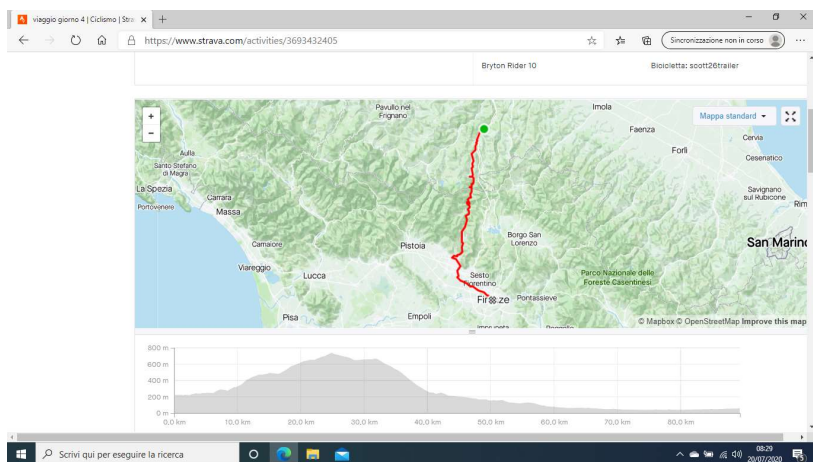 viaggio giorno 4 | Ciclismo | Stra
https://www.strava.com/activities/3693432405
Sincronizzazione non in corso
Bryton Rider 10
Bicicletta: scott26trailer
+
−
Mappa standard
Pavullo nel
Frignano
Imola
Faenza
Cervia
Forlì
Cesenatico
Aulla
Santo Stefano
di Magra
La Spezia
Portovenere
Carrara
Massa
Savignano
sul Rubicone
Rim
Borgo San
Lorenzo
San Marino
Camaiore
Pistoia
Viareggio
Lucca
Sesto
Fiorentino
Parco Nazionale delle
Foreste Casentinesi
Firenze
Pontassieve
Pisa
Empoli
Impruneta
© Mapbox © OpenStreetMap Improve this map
800 m
600 m
400 m
200 m
0 m
0,0 km 10,0 km 20,0 km 30,0 km 40,0 km 50,0 km 60,0 km 70,0 km 80,0 km
Scrivi qui per eseguire la ricerca
08:29
20/07/2020
5